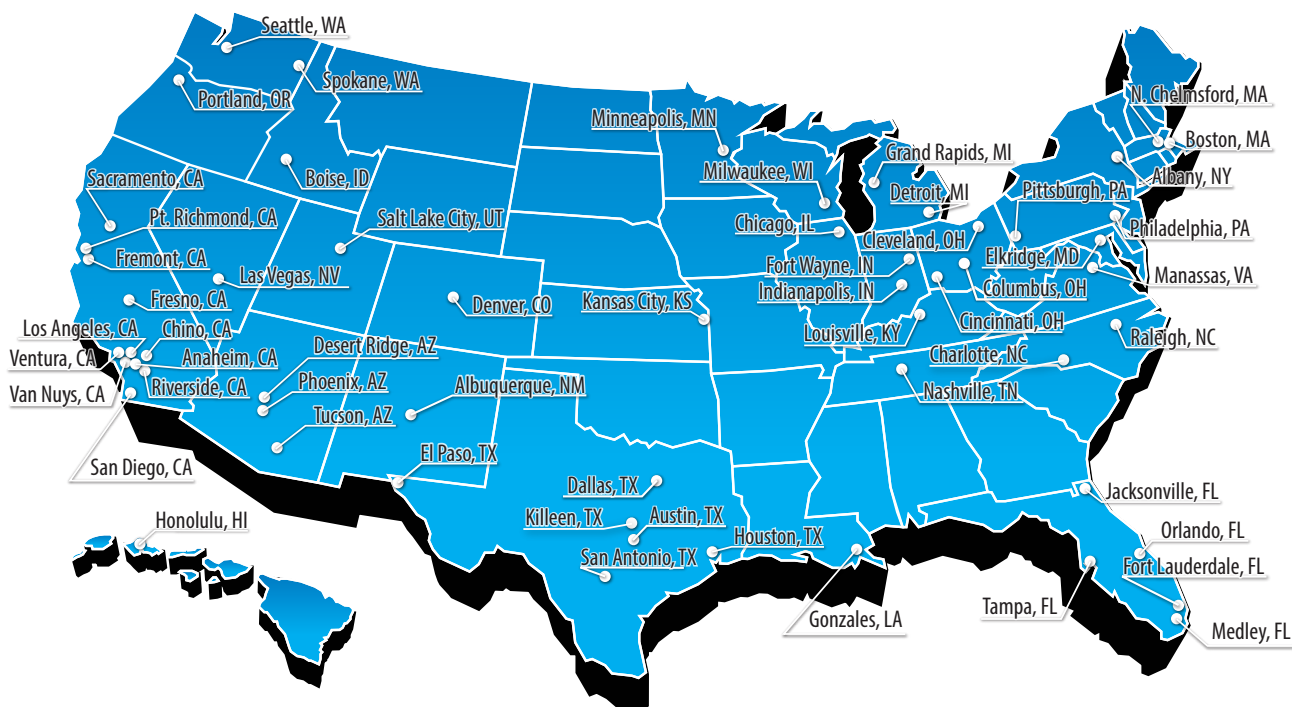 Seattle, WA
Spokane, WA
Portland, OR
N. Chelmsford, MA
Minneapolis, MN
Boston, MA
Grand Rapids, MI
Milwaukee, WI
Boise, ID
Albany, NY
Sacramento, CA
Detroit, MI
Pittsburgh, PA
Pt. Richmond, CA
Salt Lake City, UT
Chicago, IL
Philadelphia, PA
Cleveland, OH
Fremont, CA
Elkridge, MD
Fort Wayne, IN
Las Vegas, NV
Manassas, VA
Indianapolis, IN
Columbus, OH
Fresno, CA
Denver, CO
Kansas City, KS
Cincinnati, OH
Los Angeles, CA
Chino, CA
Louisville, KY
Raleigh, NC
Desert Ridge, AZ
Ventura, CA
Anaheim, CA
Charlotte, NC
Riverside, CA
Phoenix, AZ
Albuquerque, NM
Nashville, TN
Van Nuys, CA
Tucson, AZ
El Paso, TX
San Diego, CA
Dallas, TX
Jacksonville, FL
Honolulu, HI
Killeen, TX
Austin, TX
Houston, TX
Orlando, FL
San Antonio, TX
Fort Lauderdale, FL
Tampa, FL
Gonzales, LA
Medley, FL